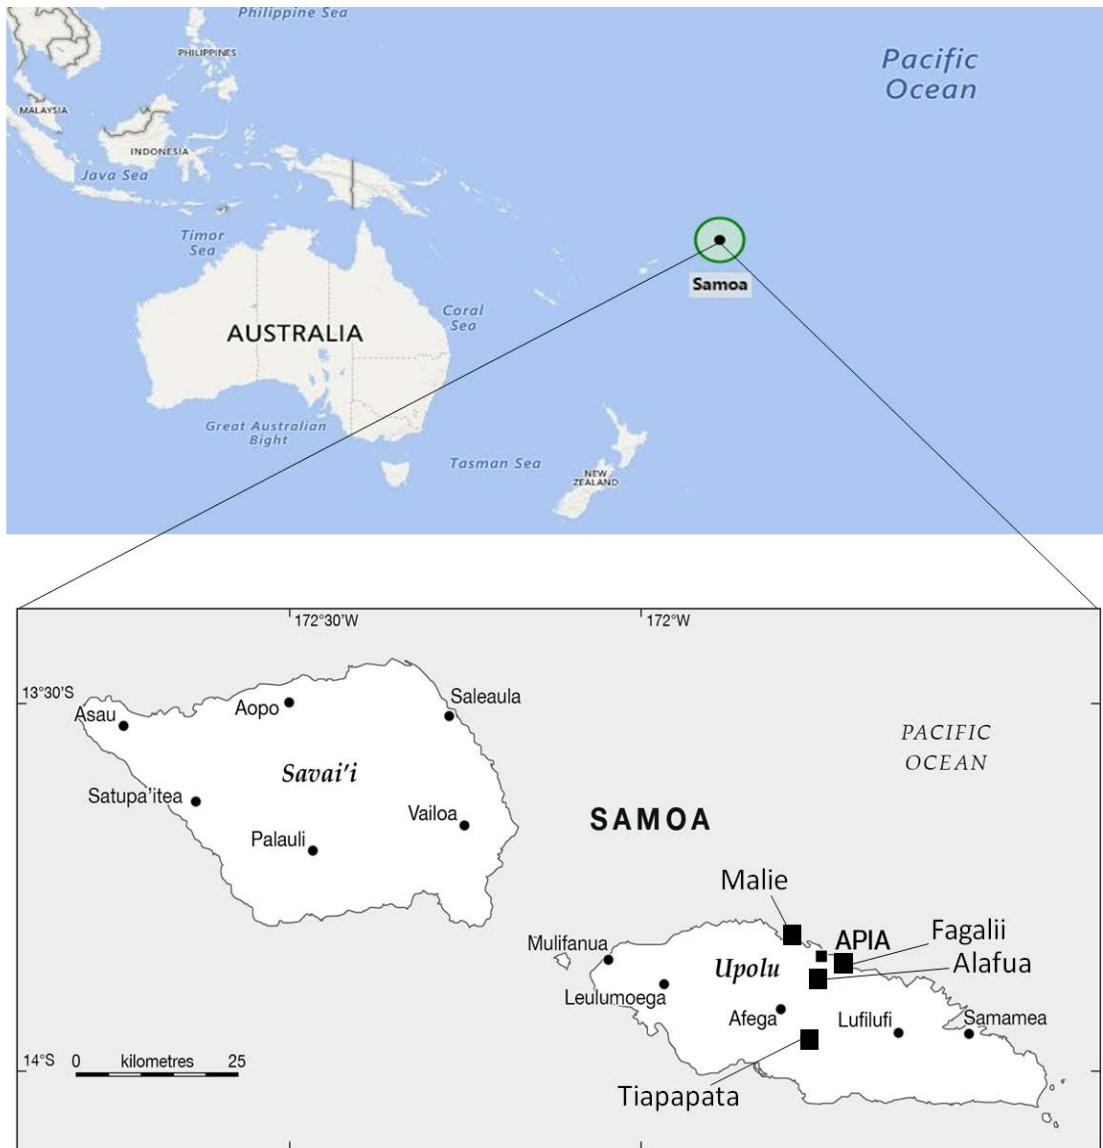 Philippine Sea
PHILIPPINES
Pacific
Ocean
MALAYSIA
INDONESIA
Java Sea
Timor
Sea
Samoa
Coral
Sea
AUSTRALIA
Great Australian
Bight
Tasman Sea
NEW
ZEALAND
172°30'W
172°W
13°30'S
Asau
Aopo
Saleaula
PACIFIC
OCEAN
Savai'i
Satupa'itea
Vailoa
SAMOA
Palauli
Malie
Mulifanua
APIA
Fagalii
Upolu
Alafua
Leulumoega
Afega
Lufilufi
Samamea
14°S
0 kilometres 25
Tiapapata